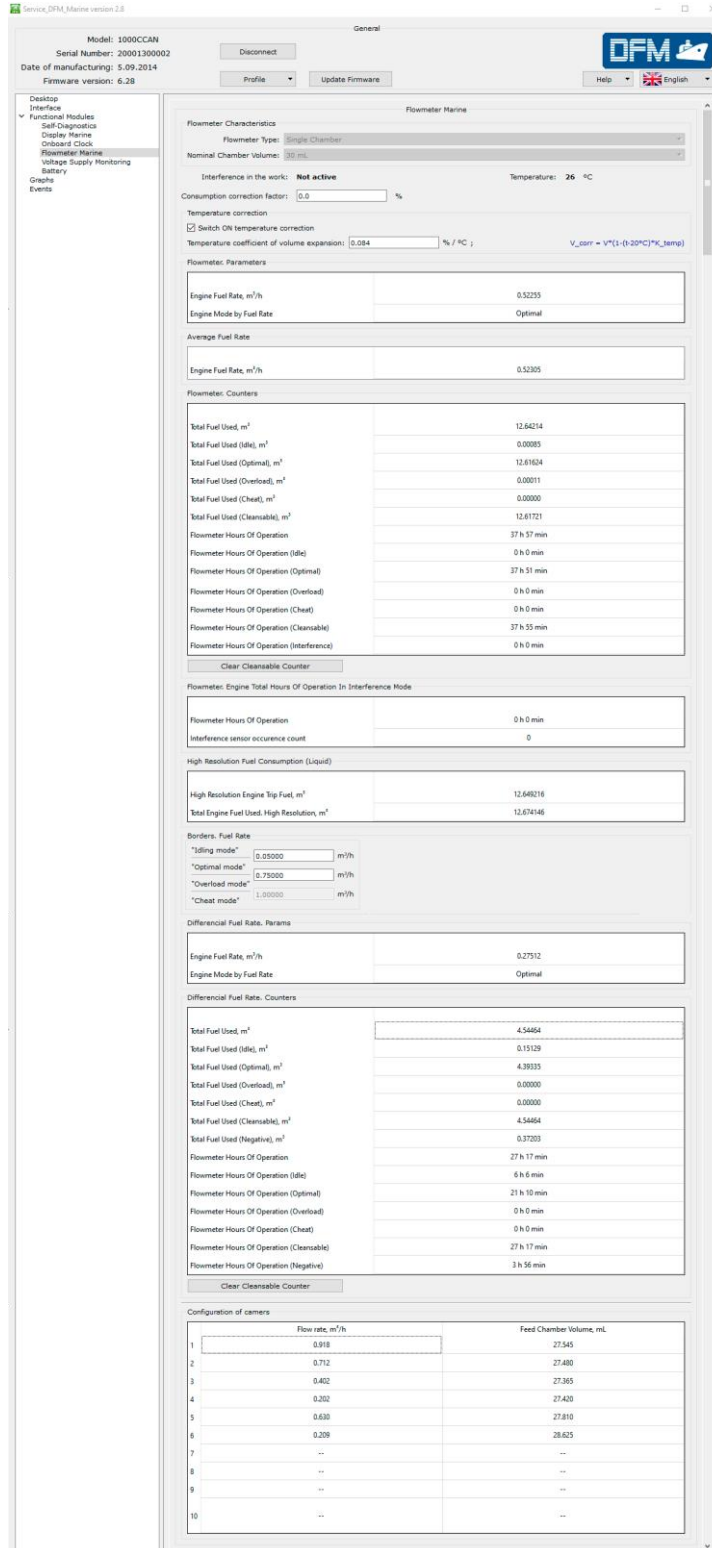 Service_DFM_Marine version 2.8
General
Model: 1000CCAN
Serial Number: 20001300002
Date of manufacturing: 5.09.2014
Firmware version: 6.28
Disconnect
Profile
Update Firmware
DFM
Help
English
Desktop
Interface
Functional Modules
Self-Diagnostics
Display Marine
Onboard Clock
Flowmeter Marine
Voltage Supply Monitoring
Battery
Graphs
Events
Flowmeter Marine
Flowmeter Characteristics
Flowmeter Type: Single Chamber
Nominal Chamber Volume: 30 mL
Interference in the work: Not active Temperature: 26 °C
Consumption correction factor: 0.0 %
Temperature correction
Switch ON temperature correction
Temperature coefficient of volume expansion: 0.084 % / °C ; V_corr = V*(1-(t-20°C)*K_temp)
Flowmeter. Parameters
Engine Fuel Rate, m³/h 0.52255
Engine Mode by Fuel Rate Optimal
Average Fuel Rate
Engine Fuel Rate, m³/h 0.52305
Flowmeter. Counters
Total Fuel Used, m³ 12.64214
Total Fuel Used (Idle), m³ 0.00085
Total Fuel Used (Optimal), m³ 12.61624
Total Fuel Used (Overload), m³ 0.00011
Total Fuel Used (Cheat), m³ 0.00000
Total Fuel Used (Cleansable), m³ 12.61721
Flowmeter Hours Of Operation 37 h 57 min
Flowmeter Hours Of Operation (Idle) 0 h 0 min
Flowmeter Hours Of Operation (Optimal) 37 h 51 min
Flowmeter Hours Of Operation (Overload) 0 h 0 min
Flowmeter Hours Of Operation (Cheat) 0 h 0 min
Flowmeter Hours Of Operation (Cleansable) 37 h 55 min
Flowmeter Hours Of Operation (Interference) 0 h 0 min
Clear Cleansable Counter
Flowmeter. Engine Total Hours Of Operation In Interference Mode
Flowmeter Hours Of Operation 0 h 0 min
Interference sensor occurence count 0
High Resolution Fuel Consumption (Liquid)
High Resolution Engine Trip Fuel, m³ 12.649216
Total Engine Fuel Used. High Resolution, m³ 12.674146
Borders. Fuel Rate
"Idling mode"
0.05000 m³/h
"Optimal mode"
0.75000 m³/h
"Overload mode"
1.00000 m³/h
"Cheat mode"
Differencial Fuel Rate. Params
Engine Fuel Rate, m³/h 0.27512
Engine Mode by Fuel Rate Optimal
Differencial Fuel Rate. Counters
Total Fuel Used, m³ 4.54464
Total Fuel Used (Idle), m³ 0.15129
Total Fuel Used (Optimal), m³ 4.39335
Total Fuel Used (Overload), m³ 0.00000
Total Fuel Used (Cheat), m³ 0.00000
Total Fuel Used (Cleansable), m³ 4.54464
Total Fuel Used (Negative), m³ 0.37203
Flowmeter Hours Of Operation 27 h 17 min
Flowmeter Hours Of Operation (Idle) 6 h 6 min
Flowmeter Hours Of Operation (Optimal) 21 h 10 min
Flowmeter Hours Of Operation (Overload) 0 h 0 min
Flowmeter Hours Of Operation (Cheat) 0 h 0 min
Flowmeter Hours Of Operation (Cleansable) 27 h 17 min
Flowmeter Hours Of Operation (Negative) 3 h 56 min
Clear Cleansable Counter
Configuration of camers
Flow rate, m³/h Feed Chamber Volume, mL
1 0.918 27.545
2 0.712 27.480
3 0.402 27.365
4 0.202 27.420
5 0.630 27.810
6 0.209 28.625
7 -- --
8 -- --
9 -- --
10 -- --